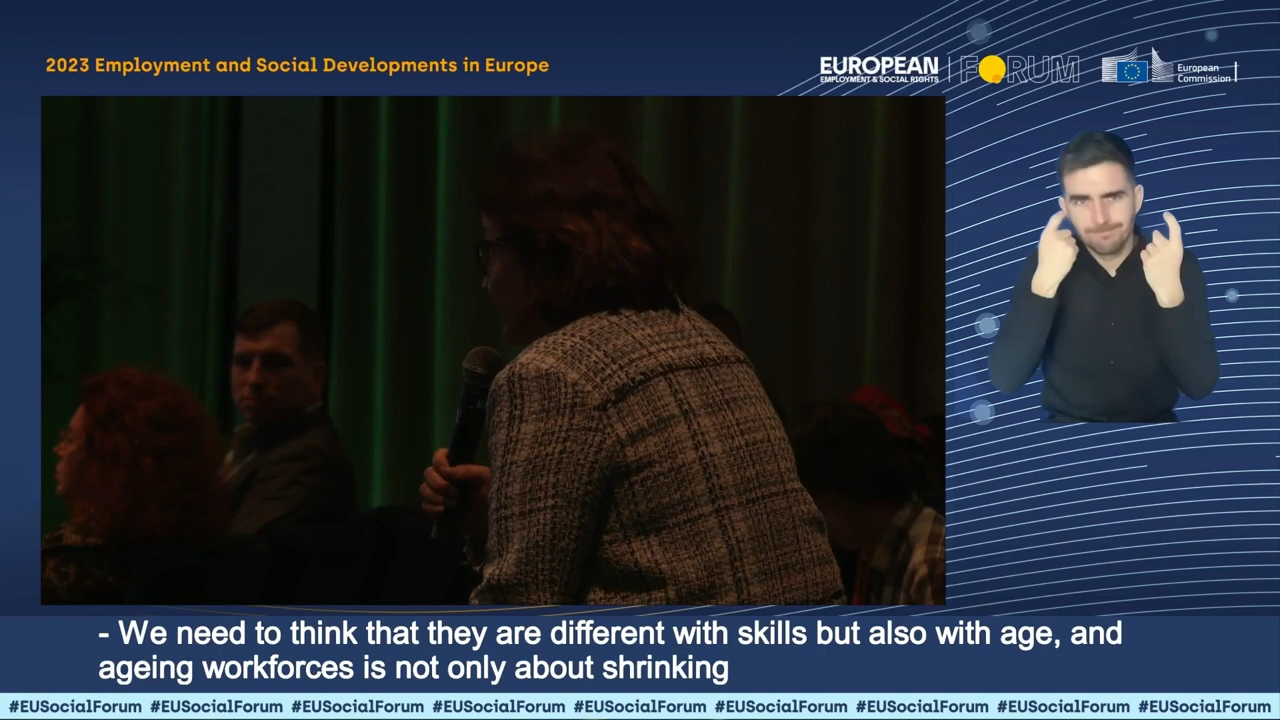 2023 Employment and Social Developments in Europe
EUROPEAN
EMPLOYMENT & SOCIAL RIGHTS
FORUM
European
Commission
- We need to think that they are different with skills but also with age, and
ageing workforces is not only about shrinking
#EUSocialForum #EUSocialForum #EUSocialForum #EUSocialForum #EUSocialForum #EUSocialForum #EUSocialForum #EUSocialForum #EUSocialForum